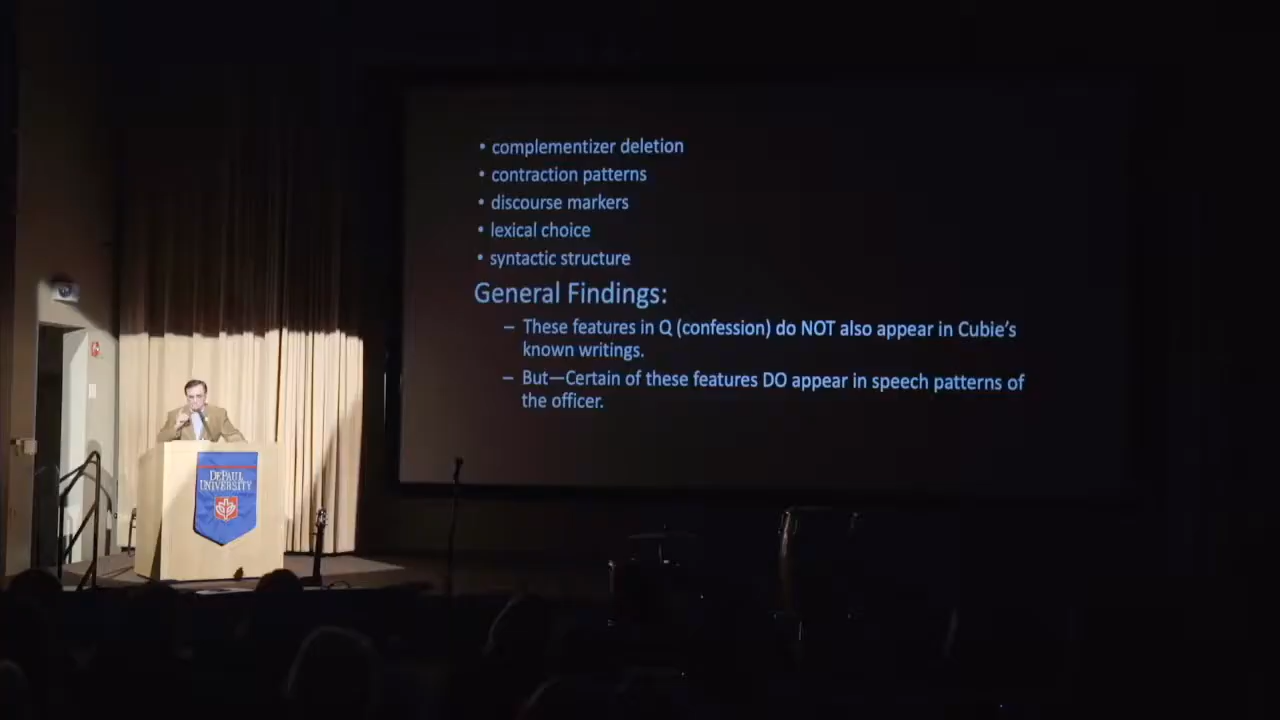 • complementizer deletion
• contraction patterns
• discourse markers
• lexical choice
• syntactic structure
General Findings:
– These features in Q (confession) do NOT also appear in Cubie's
known writings.
– But—Certain of these features DO appear in speech patterns of
the officer.
DEPAUL
UNIVERSITY